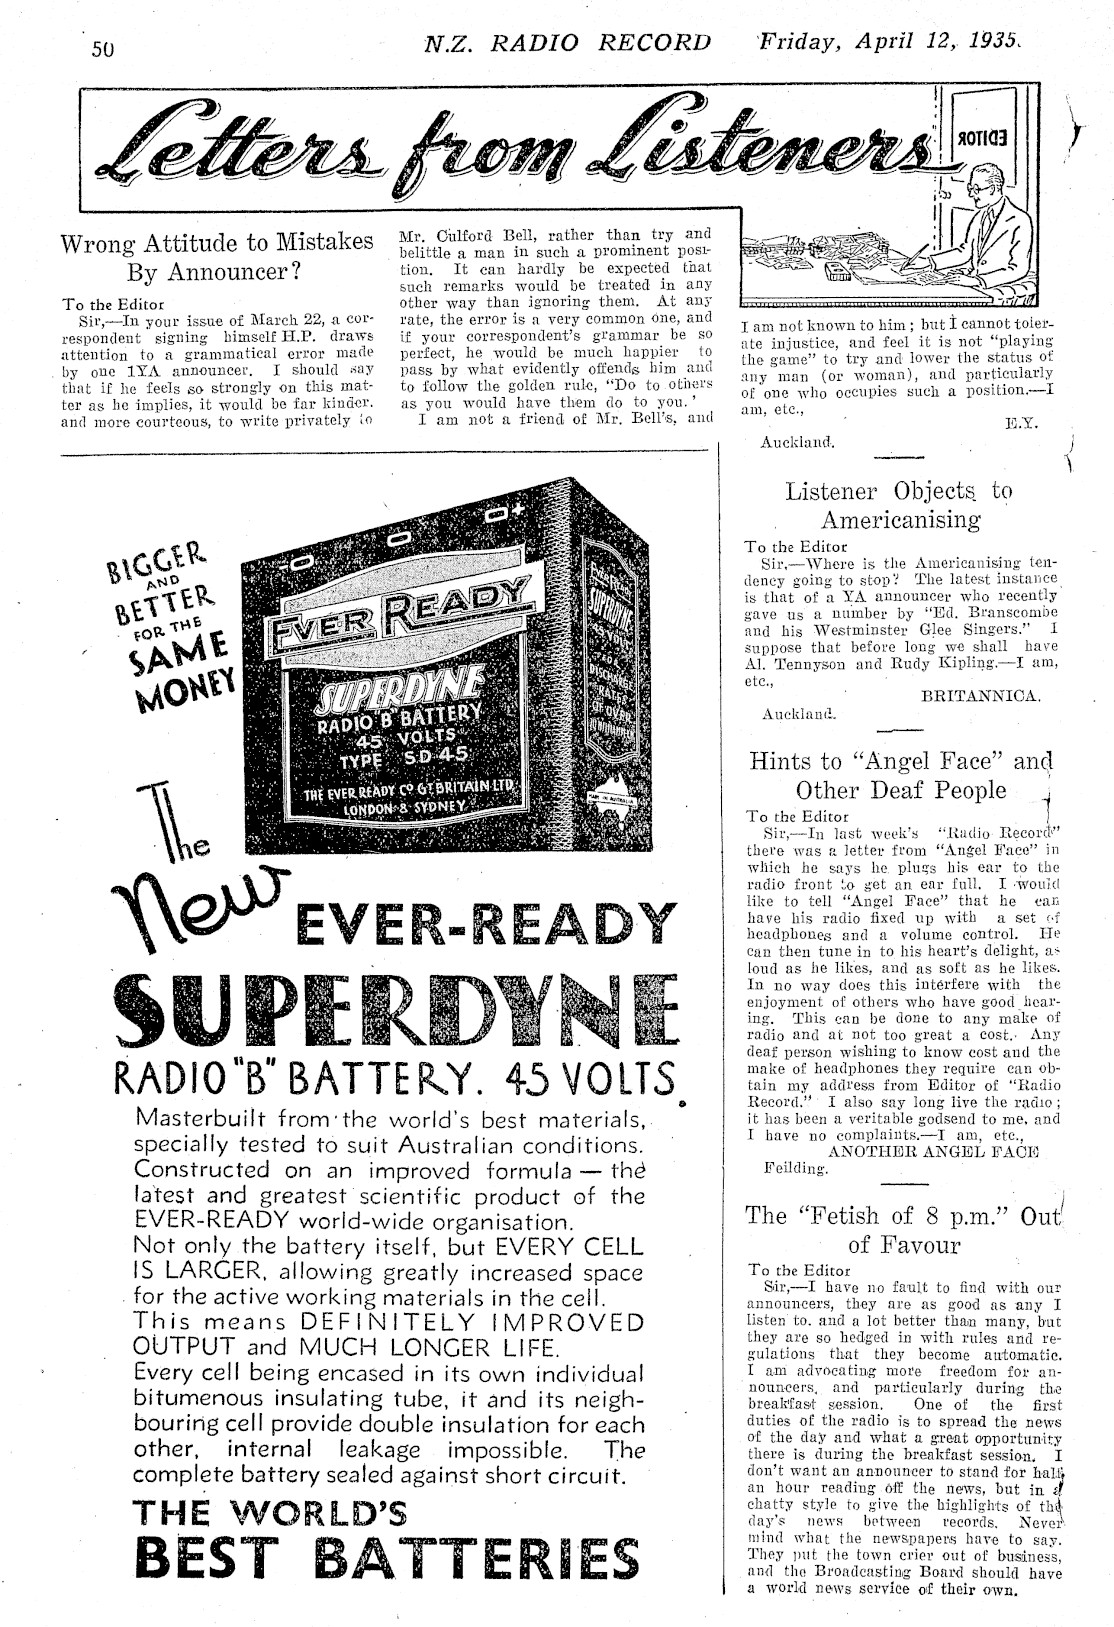 50
N.Z. RADIO RECORD
Friday, April 12, 1935.
Letters from Listeners
EDITOR
Wrong Attitude to Mistakes
By Announcer?
To the Editor
Sir,—In your issue of March 22, a cor-
respondent signing himself H.P. draws
attention to a grammatical error made
by one 1YA announcer. I should say
that if he feels so strongly on this mat-
ter as he implies, it would be far kinder.
and more courteous, to write privately to
Mr. Culford Bell, rather than try and
belittle a man in such a prominent posi-
tion. It can hardly be expected that
such remarks would be treated in any
other way than ignoring them. At any
rate, the error is a very common one, and
if your correspondent's grammar be so
perfect, he would be much happier to
pass by what evidently offends him and
to follow the golden rule, "Do to others
as you would have them do to you.'
I am not a friend of Mr. Bell's, and
I am not known to him; but I cannot toler-
ate injustice, and feel it is not "playing
the game" to try and lower the status of
any man (or woman), and particularly
of one who occupies such a position.—I
am, etc.,
E.Y.
Auckland.
Listener Objects to
Americanising
To the Editor
Sir,—Where is the Americanising ten-
dency going to stop? The latest instance
is that of a YA announcer who recently
gave us a number by "Ed. Branscombe
and his Westminster Glee Singers." I
suppose that before long we shall have
Al. Tennyson and Rudy Kipling.—I am,
etc.,
BRITANNICA.
Auckland.
Hints to "Angel Face" and
Other Deaf People
To the Editor
Sir,—In last week's "Radio Record"
there was a letter from "Angel Face" in
which he says he plugs his ear to the
radio front to get an ear full. I would
like to tell "Angel Face" that he can
have his radio fixed up with a set of
headphones and a volume control. He
can then tune in to his heart's delight, as
loud as he likes, and as soft as he likes.
In no way does this interfere with the
enjoyment of others who have good hear-
ing. This can be done to any make of
radio and at not too great a cost. Any
deaf person wishing to know cost and the
make of headphones they require can ob-
tain my address from Editor of "Radio
Record." I also say long live the radio;
it has been a veritable godsend to me, and
I have no complaints.—I am, etc.,
ANOTHER ANGEL FACE
Feilding.
The "Fetish of 8 p.m." Out
of Favour
To the Editor
Sir,—I have no fault to find with our
announcers, they are as good as any I
listen to, and a lot better than many, but
they are so hedged in with rules and re-
gulations that they become automatic.
I am advocating more freedom for an-
nouncers, and particularly during the
breakfast session. One of the first
duties of the radio is to spread the news
of the day and what a great opportunity
there is during the breakfast session. I
don't want an announcer to stand for half
an hour reading off the news, but in a
chatty style to give the highlights of the
day's news between records. Never
mind what the newspapers have to say.
They put the town crier out of business,
and the Broadcasting Board should have
a world news service of their own.
BIGGER
AND
BETTER
FOR THE
SAME
MONEY
EVER READY
SUPERDYNE
RADIO 'B' BATTERY
45 VOLTS
TYPE SD 45
THE EVER READY CO GT BRITAIN LTD
LONDON & SYDNEY
MADE IN AUSTRALIA
The
New
EVER-READY
SUPERDYNE
RADIO "B" BATTERY. 45 VOLTS.
Masterbuilt from the world's best materials,
specially tested to suit Australian conditions.
Constructed on an improved formula — the
latest and greatest scientific product of the
EVER-READY world-wide organisation.
Not only the battery itself, but EVERY CELL
IS LARGER, allowing greatly increased space
for the active working materials in the cell.
This means DEFINITELY IMPROVED
OUTPUT and MUCH LONGER LIFE.
Every cell being encased in its own individual
bitumenous insulating tube, it and its neigh-
bouring cell provide double insulation for each
other, internal leakage impossible. The
complete battery sealed against short circuit.
THE WORLD'S
BEST BATTERIES